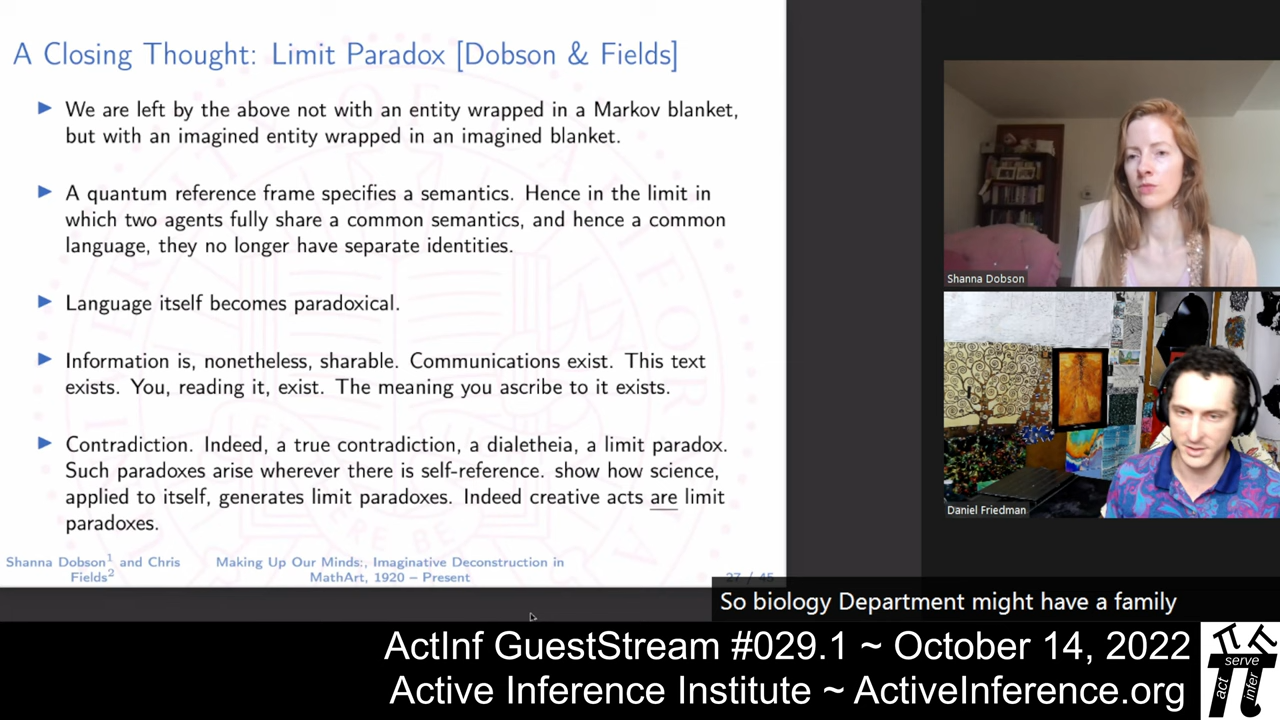 A Closing Thought: Limit Paradox [Dobson & Fields]
We are left by the above not with an entity wrapped in a Markov blanket,
but with an imagined entity wrapped in an imagined blanket.
A quantum reference frame specifies a semantics. Hence in the limit in
which two agents fully share a common semantics, and hence a common
language, they no longer have separate identities.
Language itself becomes paradoxical.
Information is, nonetheless, sharable. Communications exist. This text
exists. You, reading it, exist. The meaning you ascribe to it exists.
Contradiction. Indeed, a true contradiction, a dialetheia, a limit paradox.
Such paradoxes arise wherever there is self-reference. show how science,
applied to itself, generates limit paradoxes. Indeed creative acts are limit
paradoxes.
Shanna Dobson1 and Chris
Fields2
Making Up Our Minds:, Imaginative Deconstruction in
MathArt, 1920 – Present
27 / 45
Shanna Dobson
Daniel Friedman
So biology Department might have a family
ActInf GuestStream #029.1 ~ October 14, 2022
Active Inference Institute ~ ActiveInference.org
serve
act
infer